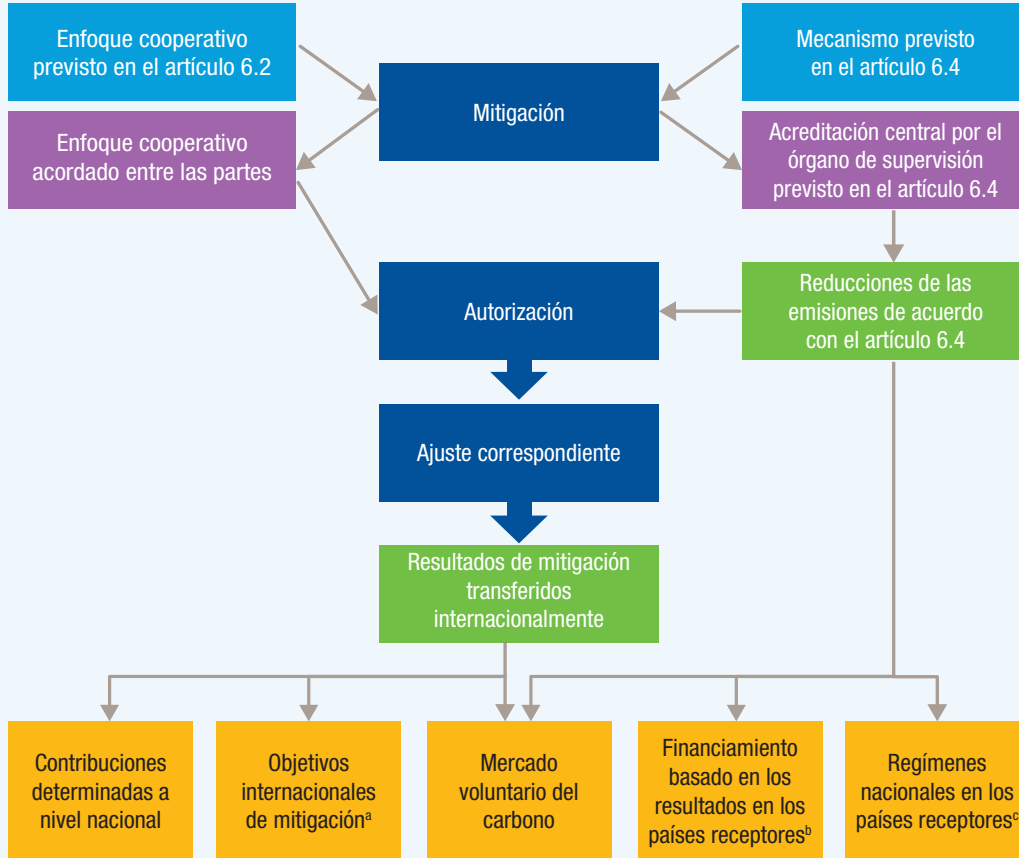 Enfoque cooperativo
previsto en el artículo 6.2
Mecanismo previsto
en el artículo 6.4
Mitigación
Enfoque cooperativo
acordado entre las partes
Acreditación central por el
órgano de supervisión
previsto en el artículo 6.4
Autorización
Reducciones de las
emisiones de acuerdo
con el artículo 6.4
Ajuste correspondiente
Resultados de mitigación
transferidos
internacionalmente
Contribuciones
determinadas a
nivel nacional
Objetivos
internacionales
de mitigaciónᵃ
Mercado
voluntario del
carbono
Financiamiento
basado en los
resultados en los
países receptoresᵇ
Regímenes
nacionales en los
países receptoresᶜ